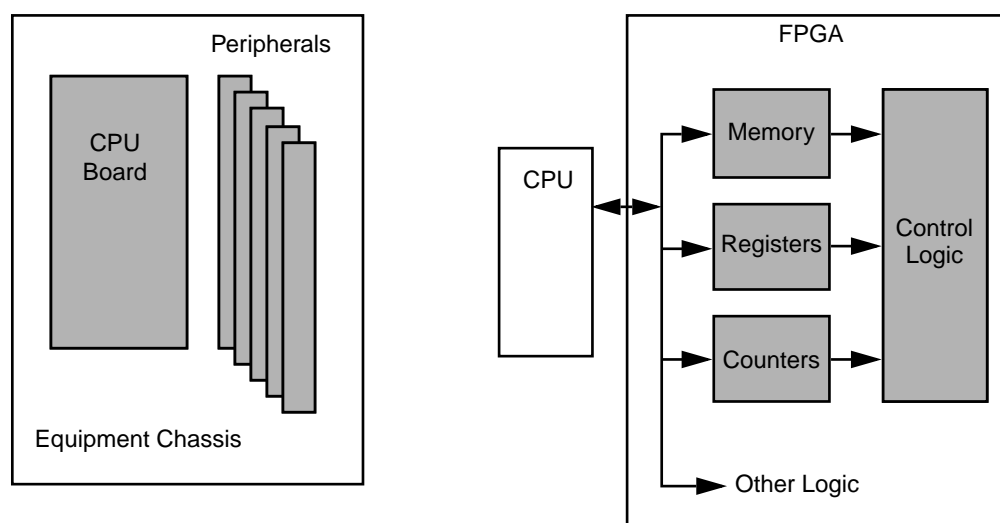 Peripherals
CPU
Board
Equipment Chassis
FPGA
CPU
Memory
Registers
Counters
Control
Logic
Other Logic